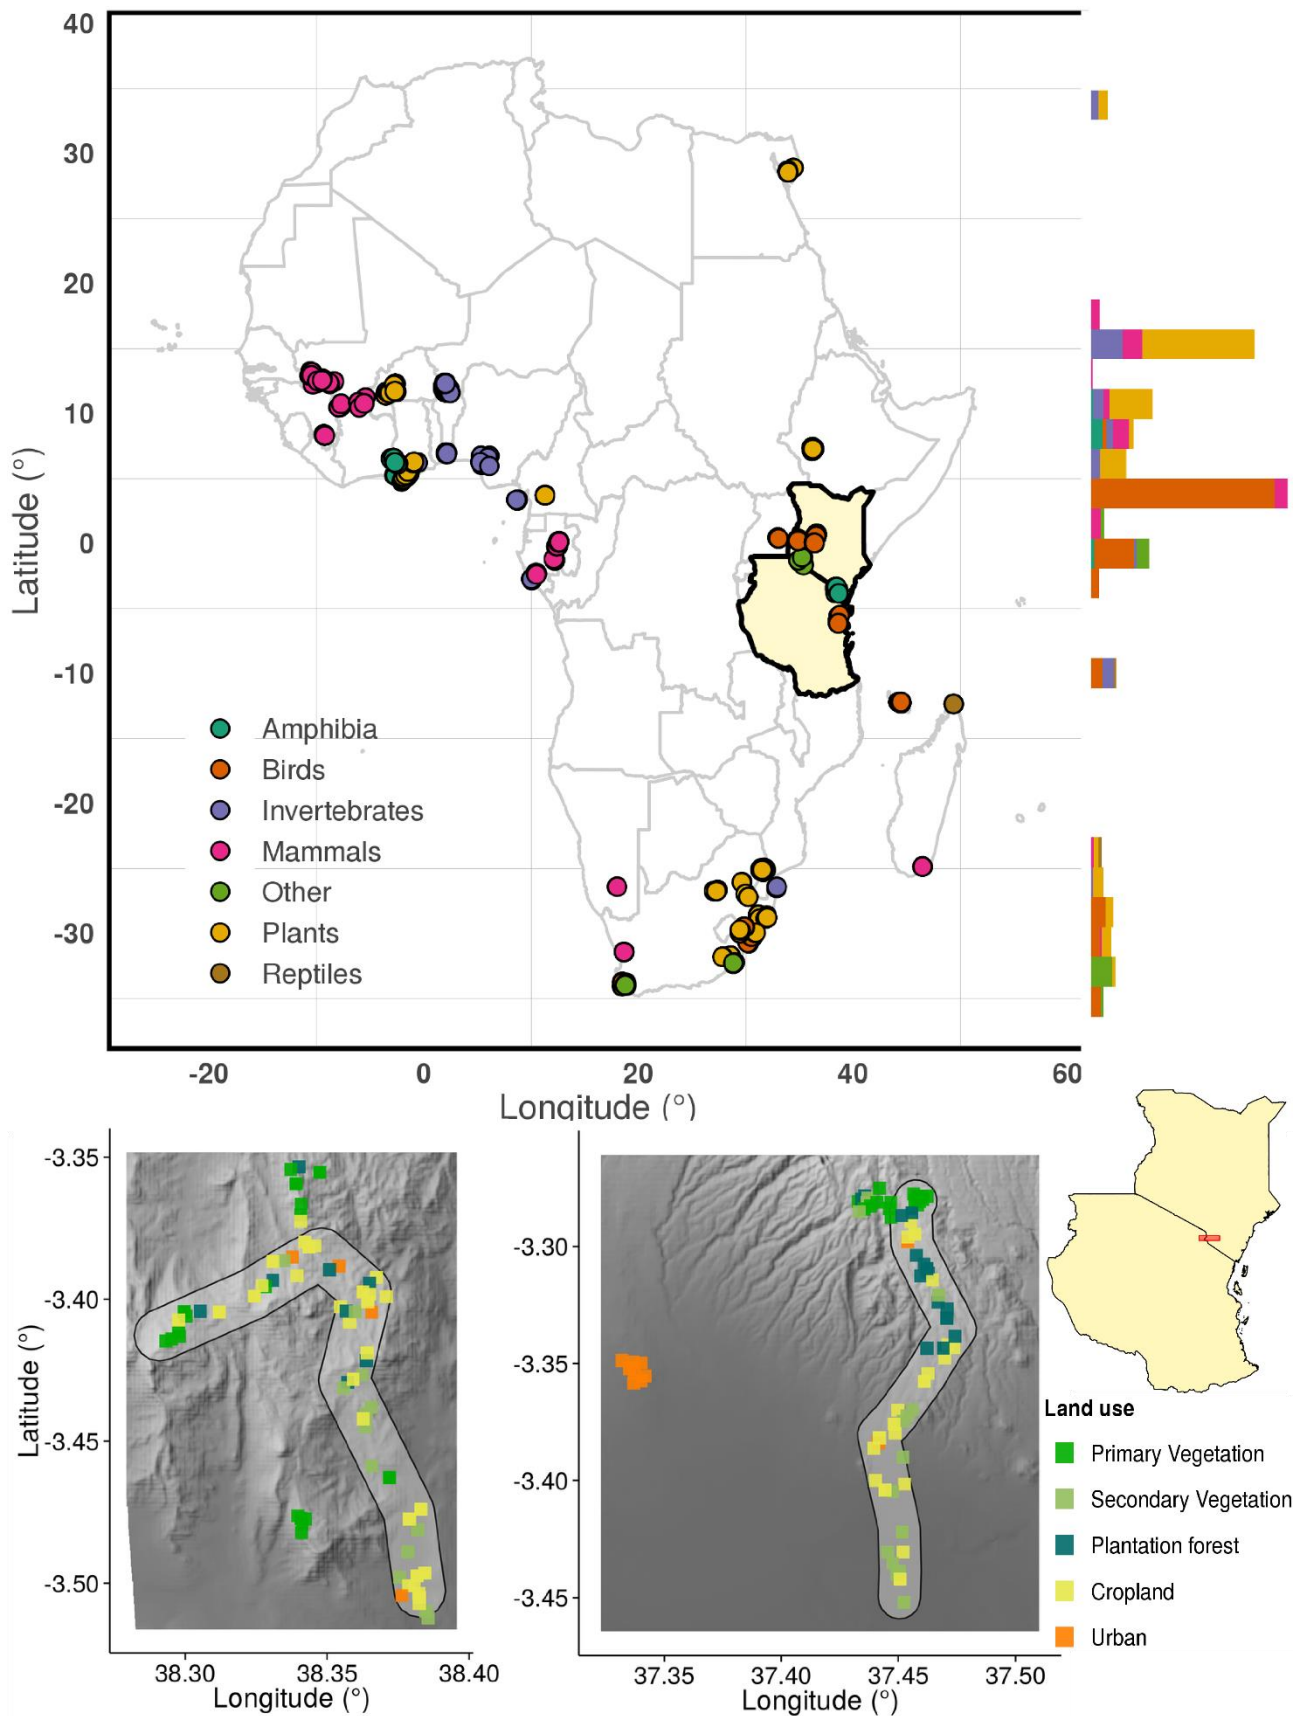 40
30
20
10
0
-10
-20
-30
Latitude (°)
Amphibia
Birds
Invertebrates
Mammals
Other
Plants
Reptiles
-20 0 20 40 60
Longitude (°)
-3.35
-3.40
-3.45
-3.50
Latitude (°)
38.30 38.35 38.40
Longitude (°)
-3.30
-3.35
-3.40
-3.45
37.35 37.40 37.45 37.50
Longitude (°)
Land use
Primary Vegetation
Secondary Vegetation
Plantation forest
Cropland
Urban